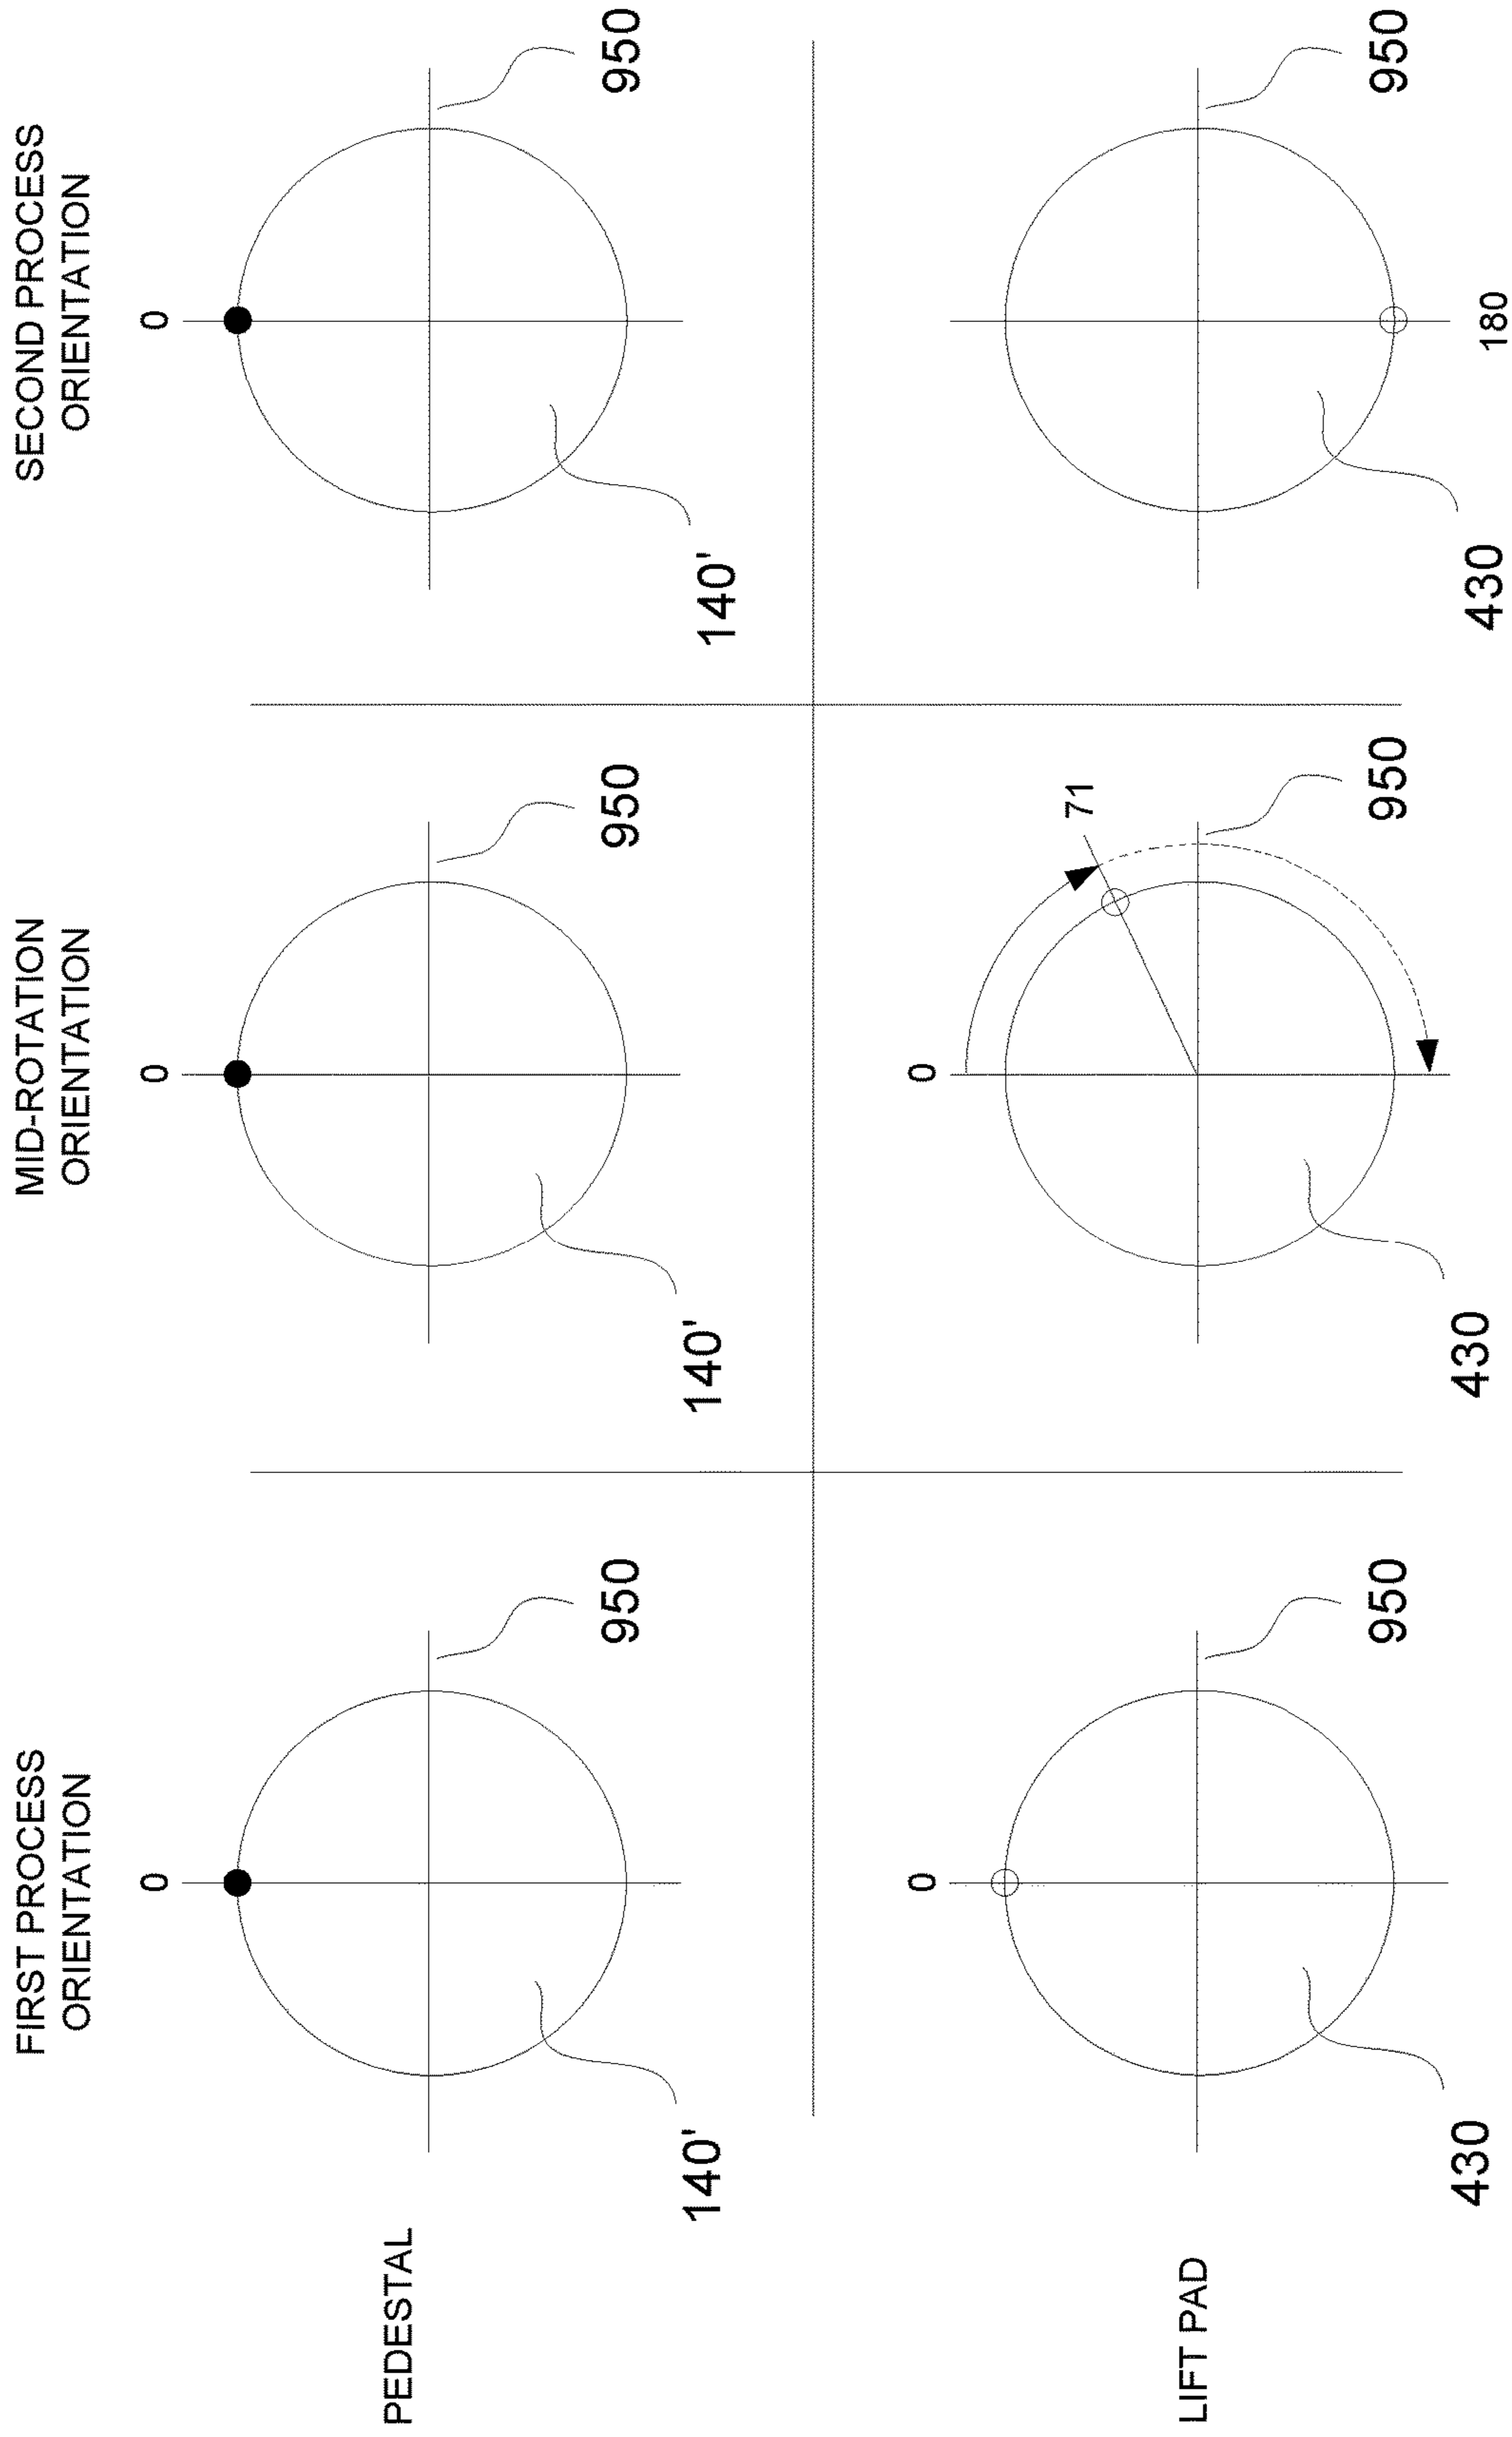 FIRST PROCESS
ORIENTATION
MID-ROTATION
ORIENTATION
SECOND PROCESS
ORIENTATION
PEDESTAL
0
950
140'
0
950
140'
0
950
140'
LIFT PAD
0
950
430
0
71
950
430
950
430
180